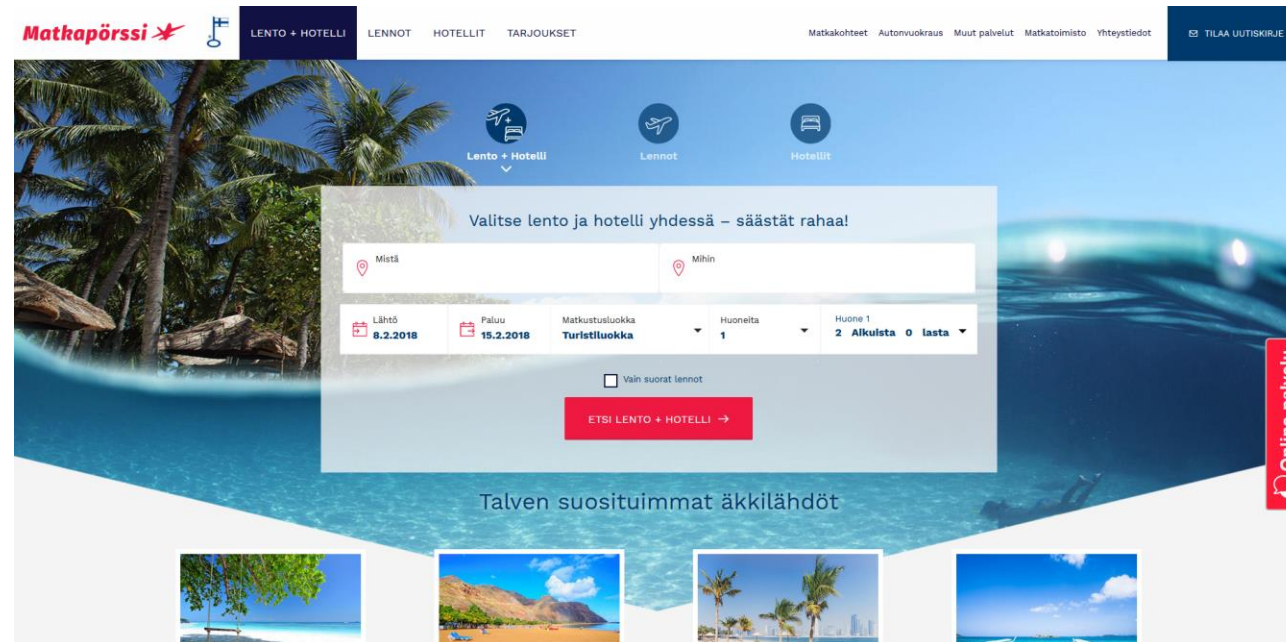 Matkapörssi
LENTO + HOTELLI
LENNOT
HOTELLIT
TARJOUKSET
Matkakohteet
Autonvuokraus
Muut palvelut
Matkatoimisto
Yhteystiedot
TILAA UUTISKIRJE
Lento + Hotelli
Lennot
Hotellit
Valitse lento ja hotelli yhdessä – säästät rahaa!
Mistä
Mihin
Lähtö
8.2.2018
Paluu
15.2.2018
Matkustusluokka
Turistiluokka
Huoneita
1
Huone 1
2 Aikuista 0 lasta
Vain suorat lennot
ETSI LENTO + HOTELLI →
Online palvelu
Talven suosituimmat äkkilähdöt